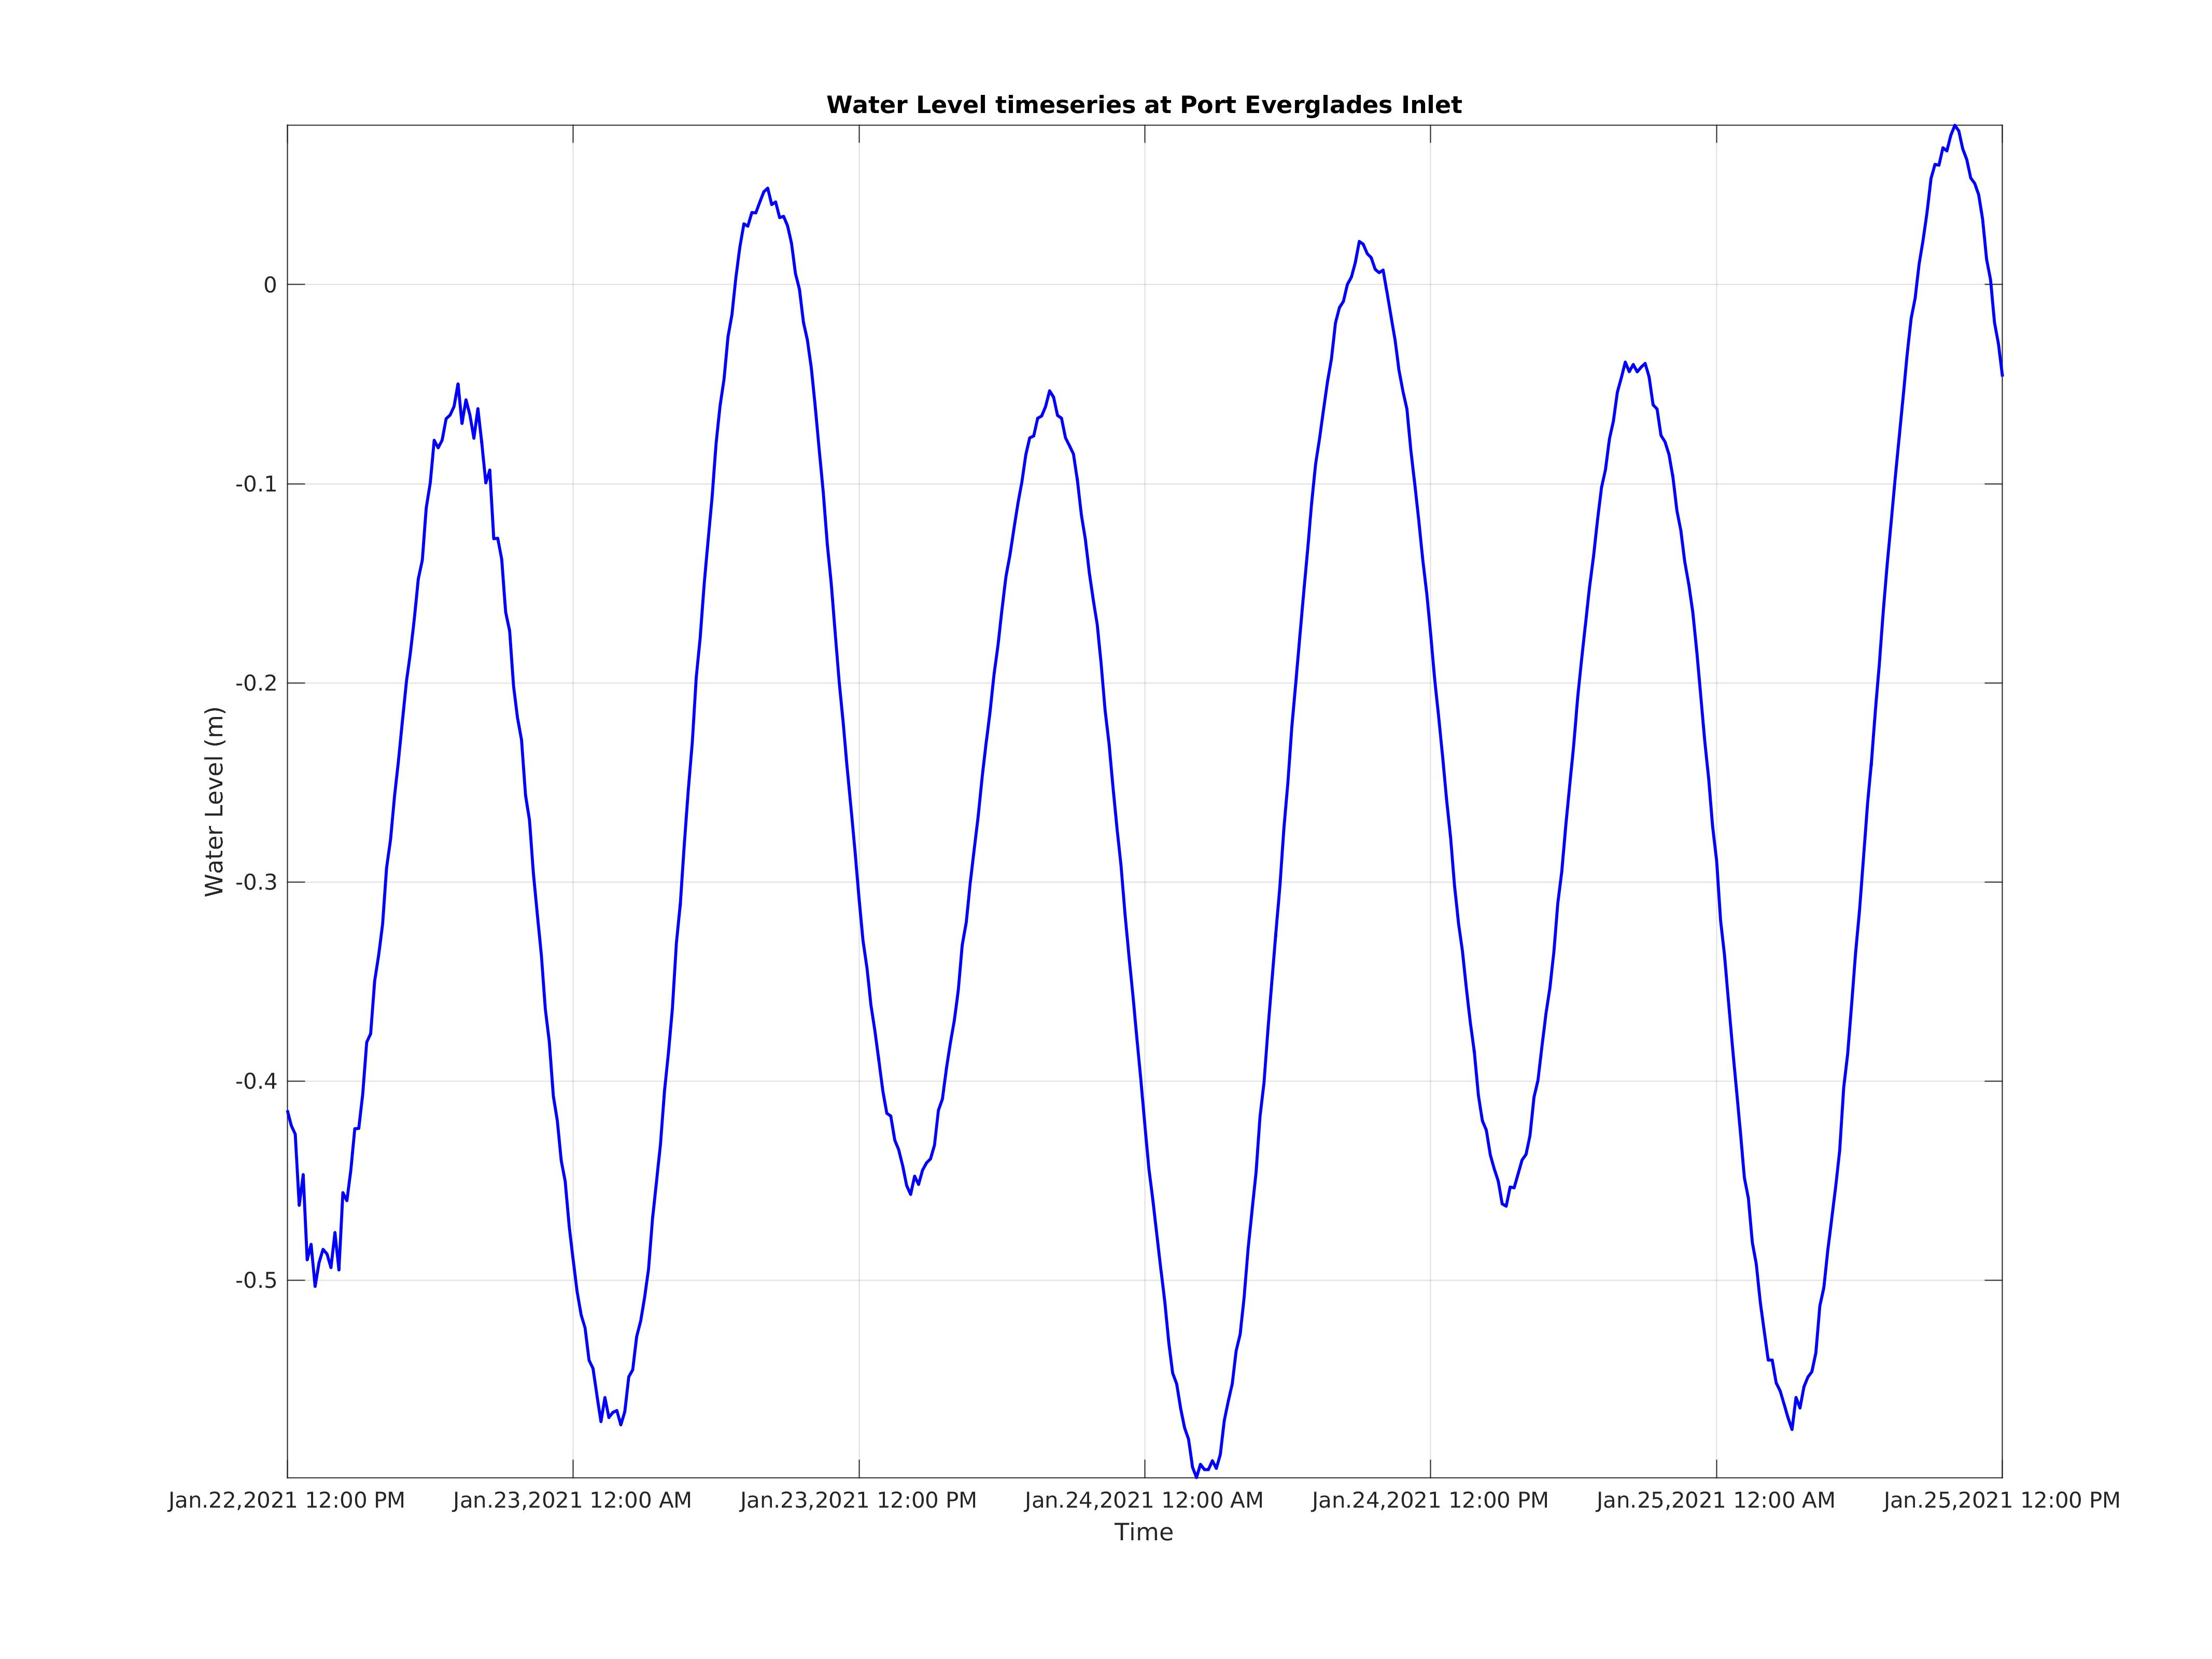 Water Level timeseries at Port Everglades Inlet
0
-0.1
-0.2
-0.3
-0.4
-0.5
Water Level (m)
Jan.22,2021 12:00 PM Jan.23,2021 12:00 AM Jan.23,2021 12:00 PM Jan.24,2021 12:00 AM Jan.24,2021 12:00 PM Jan.25,2021 12:00 AM Jan.25,2021 12:00 PM
Time